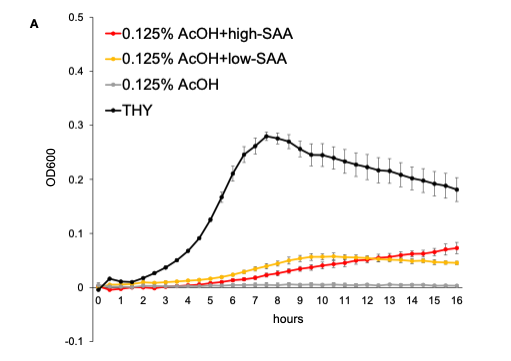 A
0.5
0.125% AcOH+high-SAA
0.125% AcOH+low-SAA
0.4
0.125% AcOH
THY
0.3
OD600
0.2
0.1
0
0 1 2 3 4 5 6 7 8 9 10 11 12 13 14 15 16
hours
-0.1